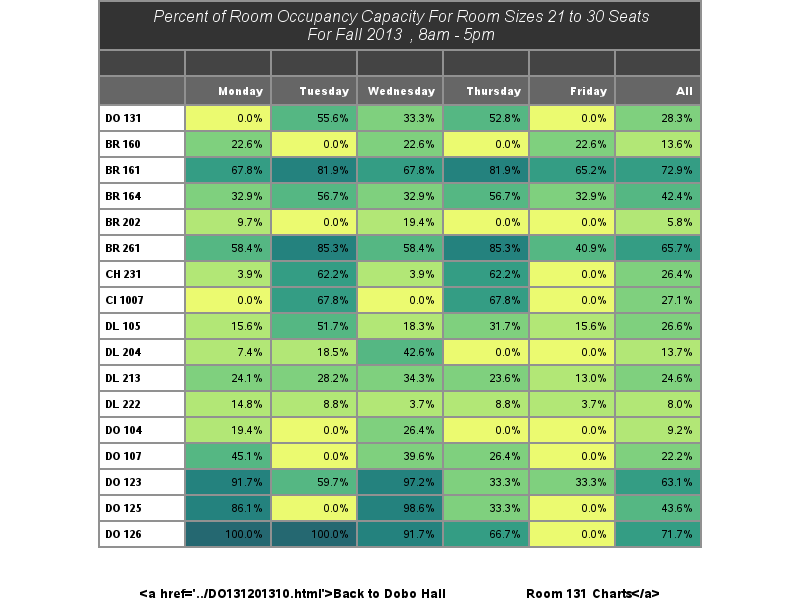 Percent of Room Occupancy Capacity For Room Sizes 21 to 30 Seats
For Fall 2013 , 8am - 5pm
Monday Tuesday Wednesday Thursday Friday All
DO 131 0.0% 55.6% 33.3% 52.8% 0.0% 28.3%
BR 160 22.6% 0.0% 22.6% 0.0% 22.6% 13.6%
BR 161 67.8% 81.9% 67.8% 81.9% 65.2% 72.9%
BR 164 32.9% 56.7% 32.9% 56.7% 32.9% 42.4%
BR 202 9.7% 0.0% 19.4% 0.0% 0.0% 5.8%
BR 261 58.4% 85.3% 58.4% 85.3% 40.9% 65.7%
CH 231 3.9% 62.2% 3.9% 62.2% 0.0% 26.4%
CI 1007 0.0% 67.8% 0.0% 67.8% 0.0% 27.1%
DL 105 15.6% 51.7% 18.3% 31.7% 15.6% 26.6%
DL 204 7.4% 18.5% 42.6% 0.0% 0.0% 13.7%
DL 213 24.1% 28.2% 34.3% 23.6% 13.0% 24.6%
DL 222 14.8% 8.8% 3.7% 8.8% 3.7% 8.0%
DO 104 19.4% 0.0% 26.4% 0.0% 0.0% 9.2%
DO 107 45.1% 0.0% 39.6% 26.4% 0.0% 22.2%
DO 123 91.7% 59.7% 97.2% 33.3% 33.3% 63.1%
DO 125 86.1% 0.0% 98.6% 33.3% 0.0% 43.6%
DO 126 100.0% 100.0% 91.7% 66.7% 0.0% 71.7%
<a href='../DO131201310.html'>Back to Dobo Hall Room 131 Charts</a>